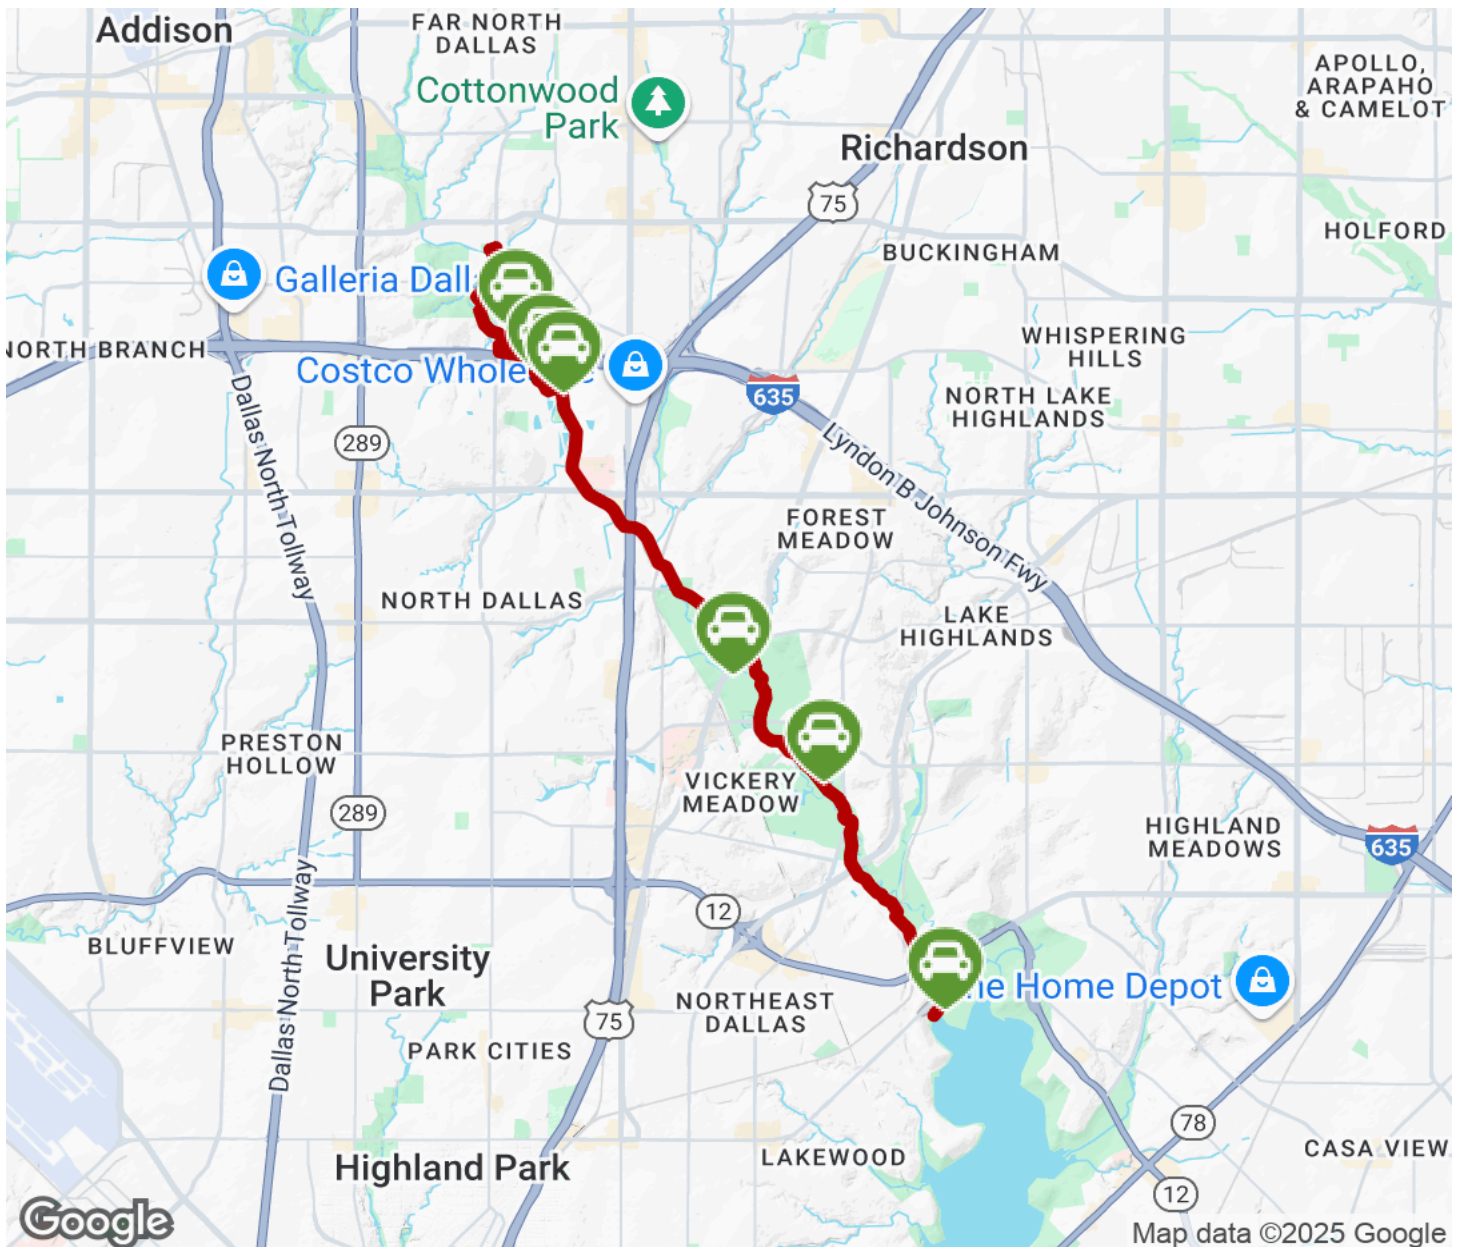 Addison
FAR NORTH
DALLAS
Cottonwood
Park
APOLLO,
ARAPAHO
& CAMELOT
Richardson
75
HOLFORD
BUCKINGHAM
Galleria Dall
NORTH BRANCH
WHISPERING
HILLS
Costco Whole
635
NORTH LAKE
HIGHLANDS
289
Dallas North Tollway
Lyndon B Johnson Fwy
FOREST
MEADOW
NORTH DALLAS
LAKE
HIGHLANDS
PRESTON
HOLLOW
VICKERY
MEADOW
289
HIGHLAND
MEADOWS
635
12
Dallas North Tollway
BLUFFVIEW
University
Park
Home Depot
NORTHEAST
DALLAS
75
PARK CITIES
78
LAKEWOOD
CASA VIEW
Highland Park
12
Google
Map data ©2025 Google